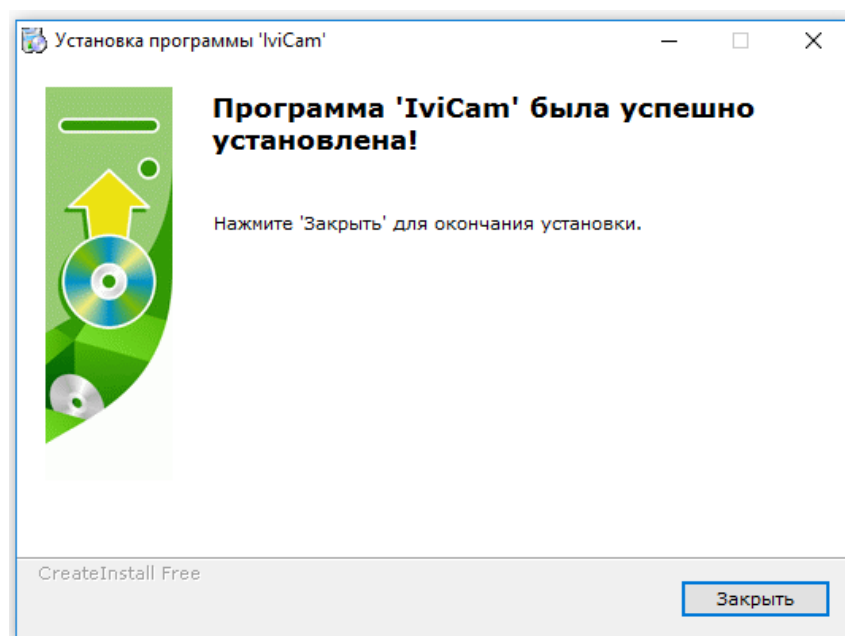 Установка программы 'IviCam'
Программа 'IviCam' была успешно
установлена!
Нажмите 'Закрыть' для окончания установки.
CreateInstall Free
Закрыть